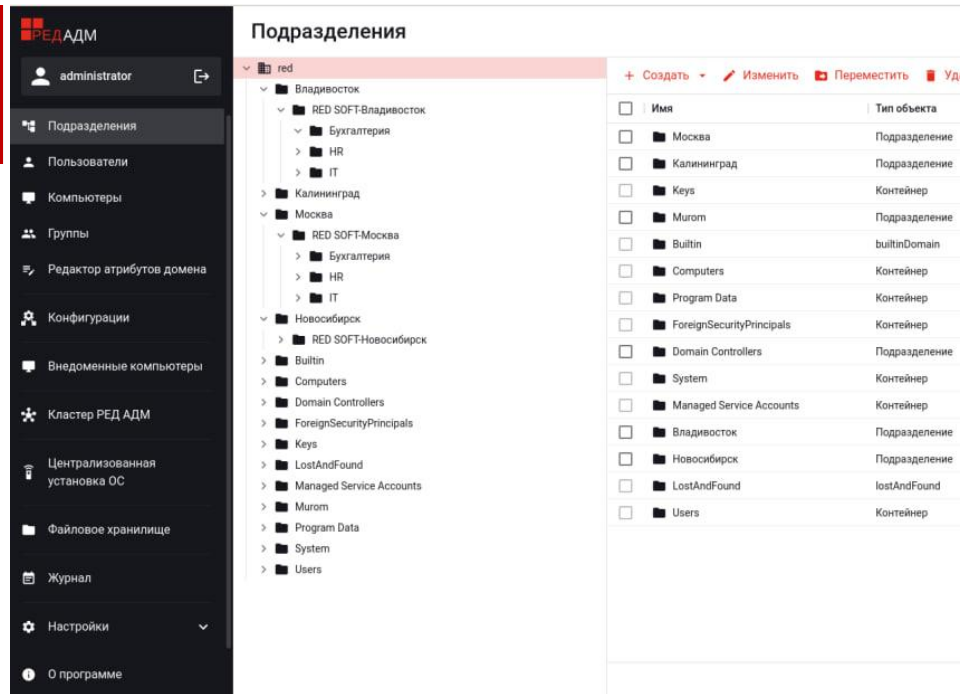 РЕДАДМ
administrator
Подразделения
Пользователи
Компьютеры
Группы
Редактор атрибутов домена
Конфигурации
Внедоменные компьютеры
Кластер РЕД АДМ
Централизованная
установка ОС
Файловое хранилище
Журнал
Настройки
О программе
Подразделения
red
Владивосток
RED SOFT-Владивосток
Бухгалтерия
HR
IT
Калининград
Москва
RED SOFT-Москва
Бухгалтерия
HR
IT
Новосибирск
RED SOFT-Новосибирск
Builtin
Computers
Domain Controllers
ForeignSecurityPrincipals
Keys
LostAndFound
Managed Service Accounts
Murom
Program Data
System
Users
+ Создать Изменить Переместить Уд
Имя Тип объекта
Москва Подразделение
Калининград Подразделение
Keys Контейнер
Murom Подразделение
Builtin builtinDomain
Computers Контейнер
Program Data Контейнер
ForeignSecurityPrincipals Контейнер
Domain Controllers Подразделение
System Контейнер
Managed Service Accounts Контейнер
Владивосток Подразделение
Новосибирск Подразделение
LostAndFound lostAndFound
Users Контейнер